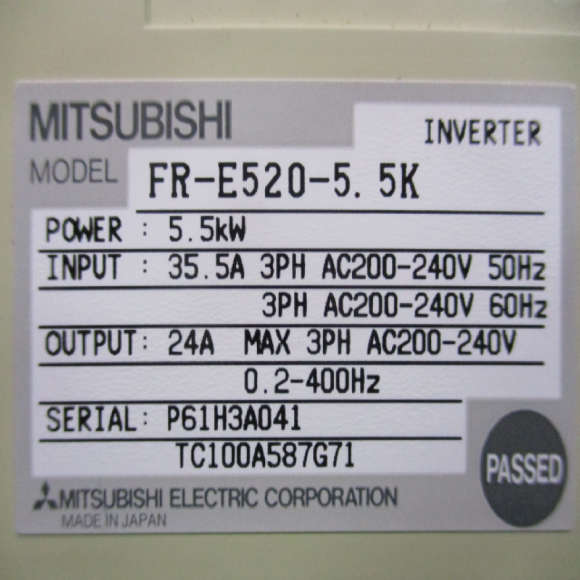 MITSUBISHI
INVERTER
MODEL FR-E520-5.5K
POWER : 5.5kW
INPUT : 35.5A 3PH AC200-240V 50Hz
3PH AC200-240V 60Hz
OUTPUT: 24A MAX 3PH AC200-240V
0.2-400Hz
SERIAL: P61H3A041
TC100A587G71
PASSED
MITSUBISHI ELECTRIC CORPORATION
MADE IN JAPAN